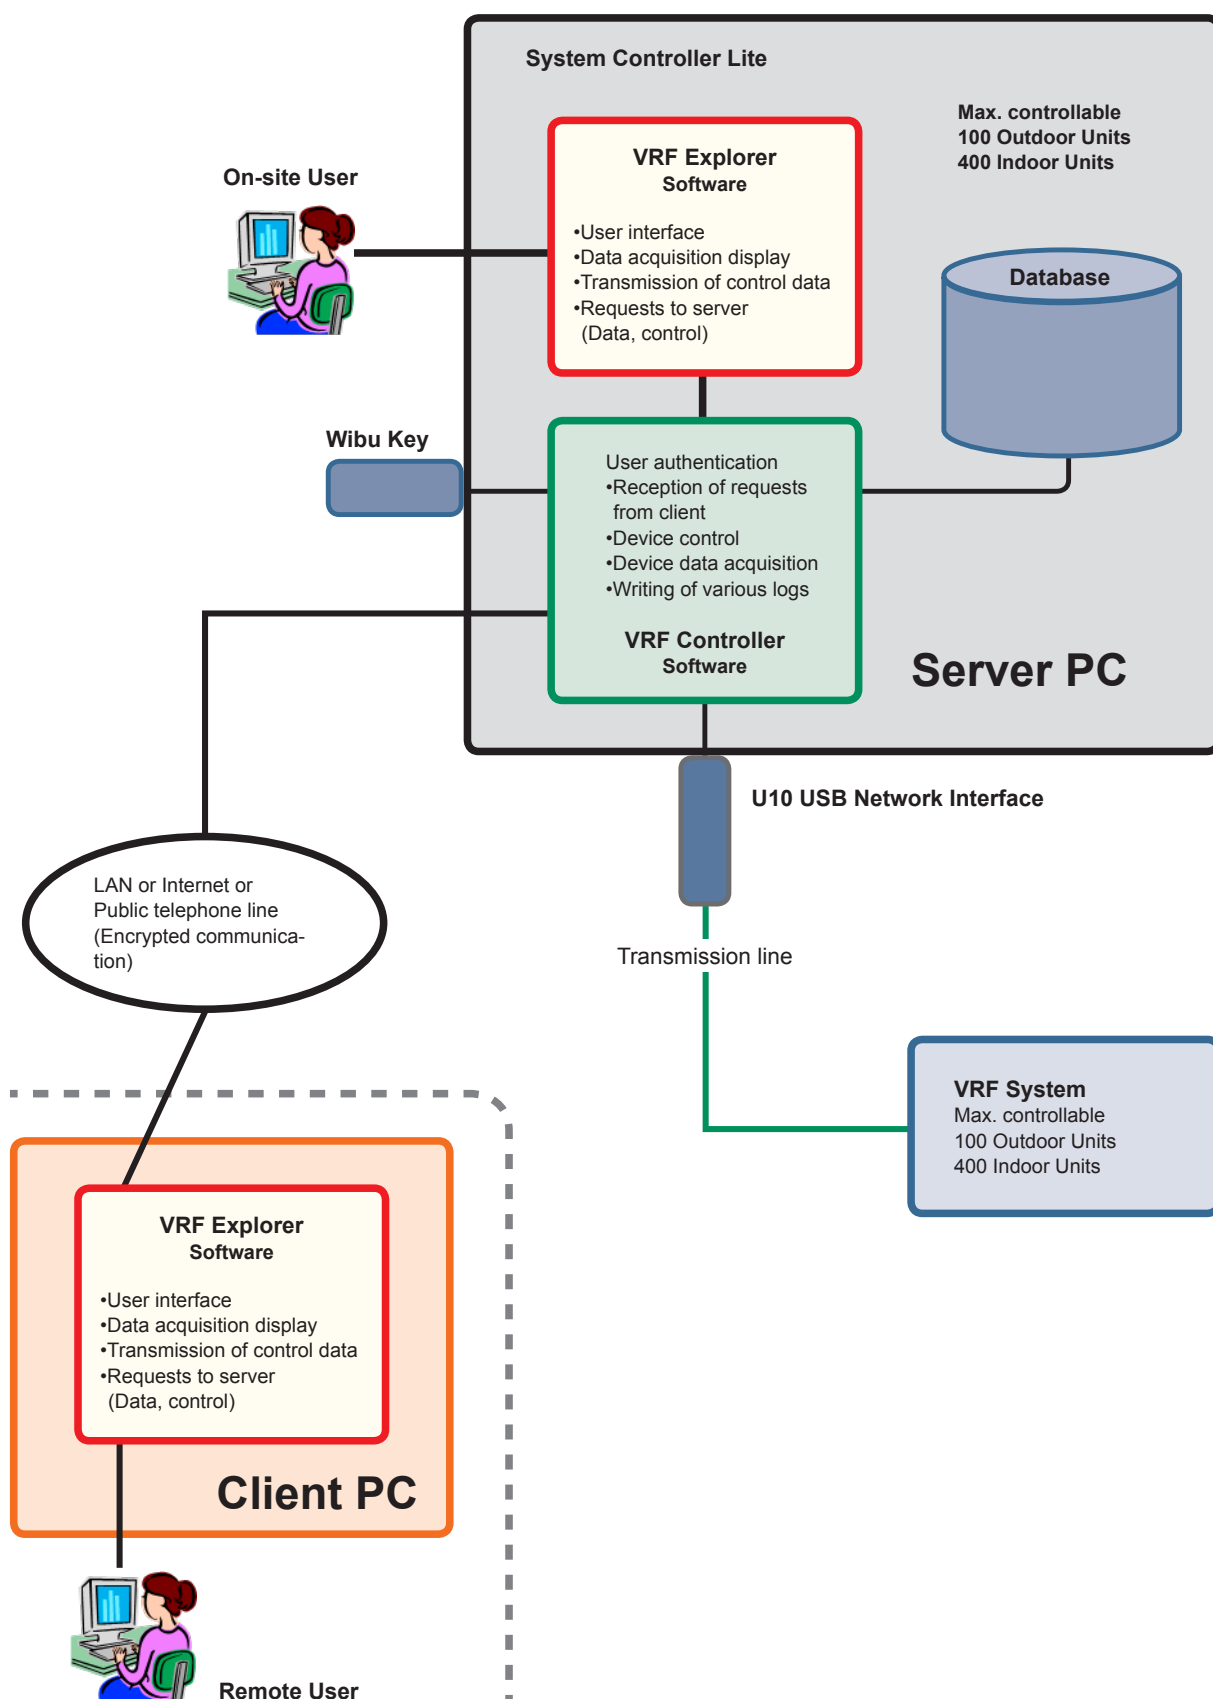 System Controller Lite
Max. controllable
100 Outdoor Units
400 Indoor Units
VRF Explorer
Software
•User interface
•Data acquisition display
•Transmission of control data
•Requests to server
(Data, control)
On-site User
Database
Wibu Key
User authentication
•Reception of requests
from client
•Device control
•Device data acquisition
•Writing of various logs
VRF Controller
Software
Server PC
U10 USB Network Interface
LAN or Internet or
Public telephone line
(Encrypted communica-
tion)
Transmission line
VRF System
Max. controllable
100 Outdoor Units
400 Indoor Units
VRF Explorer
Software
•User interface
•Data acquisition display
•Transmission of control data
•Requests to server
(Data, control)
Client PC
Remote User